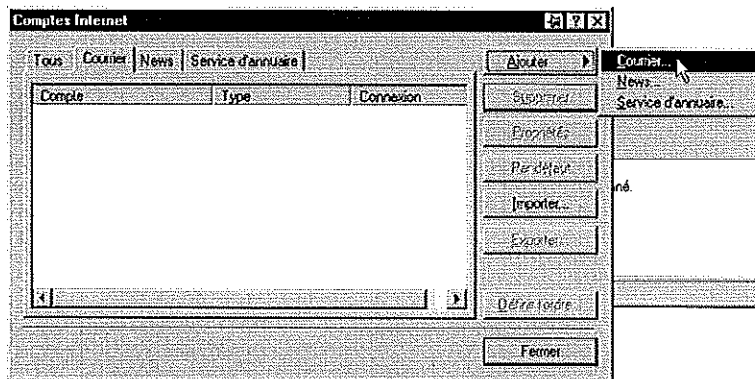 Comptes Internet
Tous Courrier News Service d'annuaire
Compte Type Connexion
Ajouter
Supprimer
Propriétés
Par défaut
Importer...
Exporter...
Définir l'ordre...
Fermer
Courrier...
News...
Service d'annuaire...
né.